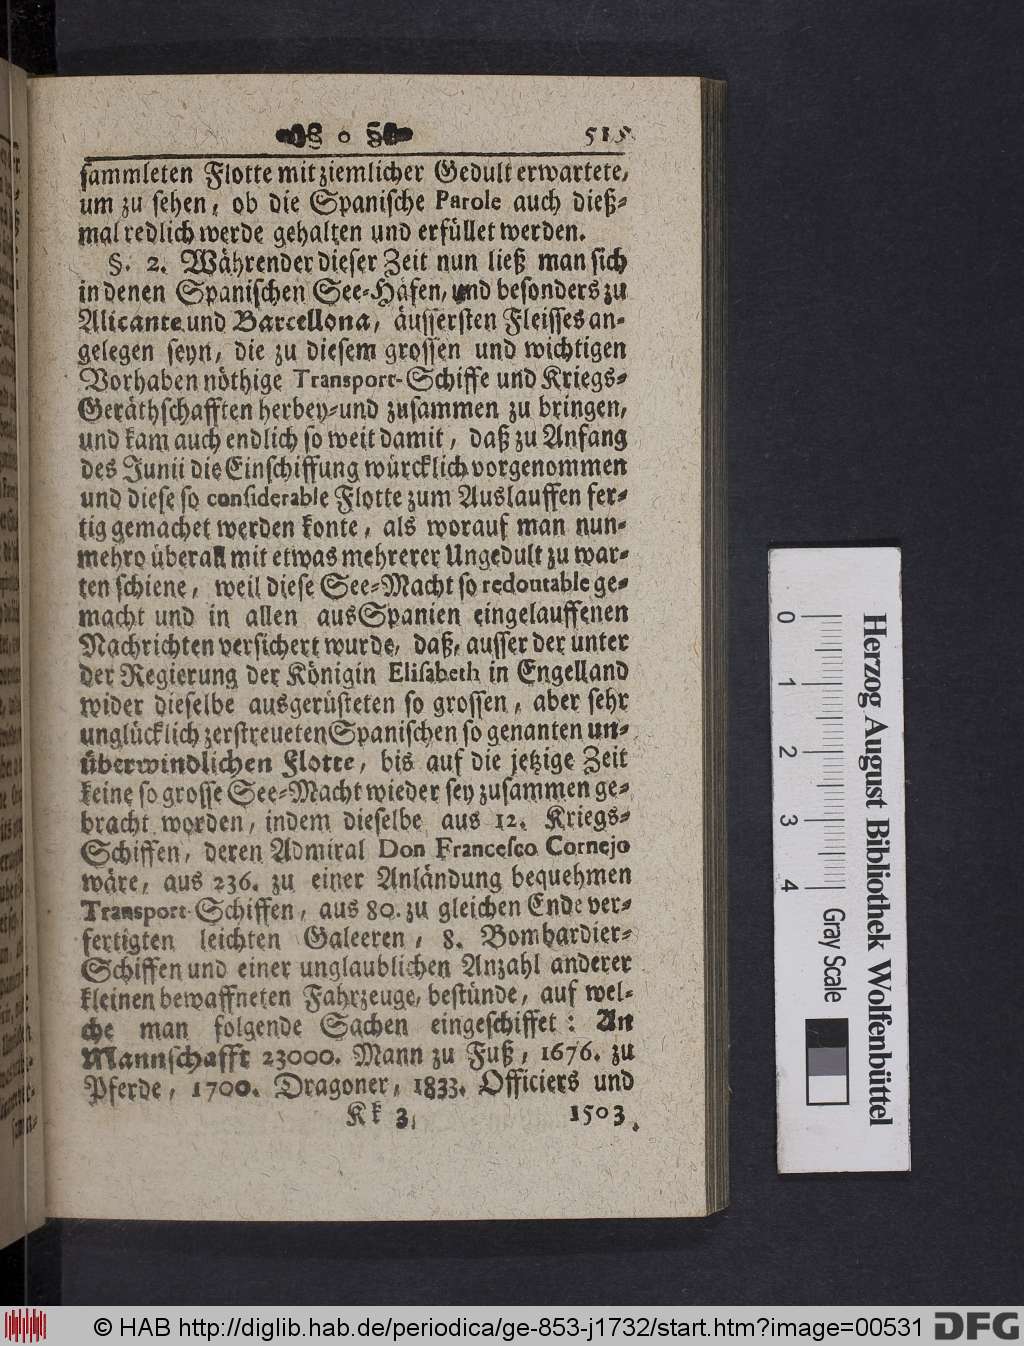 § o § 515
sammleten Flotte mit ziemlicher Gedult erwartete,
um zu sehen, ob die Spanische Parole auch dieß-
mal redlich werde gehalten und erfüllet werden.
§. 2. Währender dieser Zeit nun ließ man sich
in denen Spanischen See-Häfen, und besonders zu
Alicante und Barcellona, äussersten Fleisses an-
gelegen seyn, die zu diesem grossen und wichtigen
Vorhaben nöthige Transport-Schiffe und Kriegs-
Geräthschafften herbey-und zusammen zu bringen,
und kam auch endlich so weit damit, daß zu Anfang
des Junii die Einschiffung würcklich vorgenommen
und diese so considerable Flotte zum Auslauffen fer-
tig gemachet werden konte, als worauf man nun-
mehro überall mit etwas mehrerer Ungedult zu war-
ten schiene, weil diese See-Macht so redoutable ge-
macht und in allen aus Spanien eingelauffenen
Nachrichten versichert wurde, daß, ausser der unter
der Regierung der Königin Elisabeth in Engelland
wider dieselbe ausgerüsteten so grossen, aber sehr
unglücklich zerstreueten Spanischen so genanten un-
überwindlichen Flotte, bis auf die jetzige Zeit
keine so grosse See-Macht wieder sey zusammen ge-
bracht worden, indem dieselbe aus 12. Kriegs-
Schiffen, deren Admiral Don Francesco Cornejo
wäre, aus 236. zu einer Anländung bequehmen
Transport-Schiffen, aus 80. zu gleichen Ende ver-
fertigten leichten Galeeren, 8. Bombardier-
Schiffen und einer unglaublichen Anzahl anderer
kleinen bewaffneten Fahrzeuge, bestünde, auf wel-
che man folgende Sachen eingeschiffet: An
Mannschafft 23000. Mann zu Fuß, 1676. zu
Pferde, 1700. Dragoner, 1833. Officiers und
Kk 3 1503.
0 1 2 3 4 Gray Scale
Herzog August Bibliothek Wolfenbüttel
© HAB http://diglib.hab.de/periodica/ge-853-j1732/start.htm?image=00531 DFG